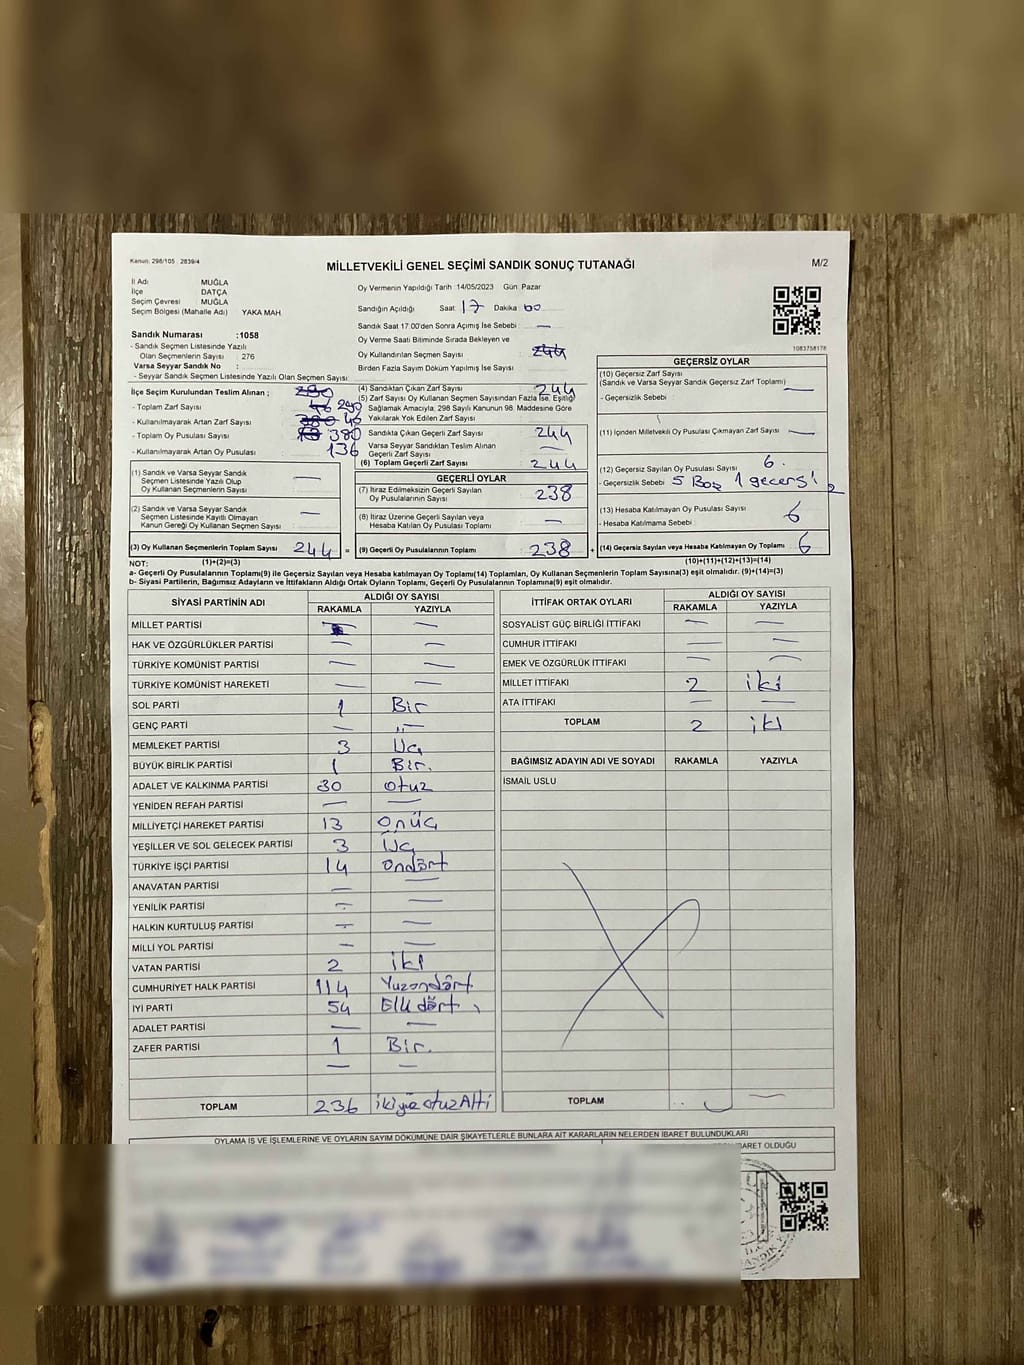 Kanun: 298/105 2839/4
MİLLETVEKİLİ GENEL SEÇİMİ SANDIK SONUÇ TUTANAĞI
M/2
İl Adı MUĞLA
İlçe DATÇA
Seçim Çevresi MUĞLA
Seçim Bölgesi (Mahalle Adı) YAKA MAH.
Sandık Numarası :1058
- Sandık Seçmen Listesinde Yazılı
Olan Seçmenlerin Sayısı : 276
Varsa Seyyar Sandık No :
- Seyyar Sandık Seçmen Listesinde Yazılı Olan Seçmen Sayısı:
Oy Vermenin Yapıldığı Tarih :14/05/2023 Gün :Pazar
Sandığın Açıldığı Saat 17 Dakika 00
Sandık Saat 17.00'den Sonra Açımış İse Sebebi : —
Oy Verme Saati Bitiminde Sırada Bekleyen ve
Oy Kullandırılan Seçmen Sayısı 244
Birden Fazla Sayım Döküm Yapılmış İse Sayısı :
1083758178
İlçe Seçim Kurulundan Teslim Alınan ;
- Toplam Zarf Sayısı : 290
- Kullanılmayarak Artan Zarf Sayısı : 46
- Toplam Oy Pusulası Sayısı : 380
- Kullanılmayarak Artan Oy Pusulası : 136
(1) Sandık ve Varsa Seyyar Sandık
Seçmen Listesinde Yazılı Olup
Oy Kullanan Seçmenlerin Sayısı : —
(2) Sandık ve Varsa Seyyar Sandık
Seçmen Listesinde Kayıtlı Olmayan
Kanun Gereği Oy Kullanan Seçmen Sayısı : —
(3) Oy Kullanan Seçmenlerin Toplam Sayısı 244 =
(4) Sandıktan Çıkan Zarf Sayısı : 244
(5) Zarf Sayısı Oy Kullanan Seçmen Sayısından Fazla İse, Eşitliği
Sağlamak Amacıyla; 298 Sayılı Kanunun 98. Maddesine Göre
Yakılarak Yok Edilen Zarf Sayısı :
Sandıkta Çıkan Geçerli Zarf Sayısı : 244
Varsa Seyyar Sandıktan Teslim Alınan
Geçerli Zarf Sayısı : —
(6) Toplam Geçerli Zarf Sayısı : 244
GEÇERLİ OYLAR
(7) İtiraz Edilmeksizin Geçerli Sayılan
Oy Pusulalarının Sayısı : 238
(8) İtiraz Üzerine Geçerli Sayılan veya
Hesaba Katılan Oy Pusulası Toplamı : —
(9) Geçerli Oy Pusulalarının Toplamı : 238 +
GEÇERSİZ OYLAR
(10) Geçersiz Zarf Sayısı
(Sandık ve Varsa Seyyar Sandık Geçersiz Zarf Toplamı) : —
- Geçersizlik Sebebi :
(11) İçinden Milletvekili Oy Pusulası Çıkmayan Zarf Sayısı : —
(12) Geçersiz Sayılan Oy Pusulası Sayısı : 6
- Geçersizlik Sebebi : 5 Boş 1 geçersiz
(13) Hesaba Katılmayan Oy Pusulası Sayısı : 6
- Hesaba Katılmama Sebebi :
(14) Geçersiz Sayılan veya Hesaba Katılmayan Oy Toplamı : 6
NOT: (1)+(2)=(3) (10)+(11)+(12)+(13)=(14)
a- Geçerli Oy Pusulalarının Toplamı(9) ile Geçersiz Sayılan veya Hesaba Katılmayan Oy Toplamı(14) Toplamları, Oy Kullanan Seçmenlerin Toplam Sayısına(3) eşit olmalıdır. (9)+(14)=(3)
b- Siyasi Partilerin, Bağımsız Adayların ve İttifakların Aldığı Ortak Oyların Toplamı, Geçerli Oy Pusulalarının Toplamına(9) eşit olmalıdır.
SİYASİ PARTİNİN ADI ALDIĞI OY SAYISI
RAKAMLA YAZIYLA
MİLLET PARTİSİ —
HAK VE ÖZGÜRLÜKLER PARTİSİ — —
TÜRKİYE KOMÜNİST PARTİSİ — —
TÜRKİYE KOMÜNİST HAREKETİ — —
SOL PARTİ 1 Bir
GENÇ PARTİ — —
MEMLEKET PARTİSİ 3 Üç
BÜYÜK BİRLİK PARTİSİ 1 Bir.
ADALET VE KALKINMA PARTİSİ 30 otuz
YENİDEN REFAH PARTİSİ — —
MİLLİYETÇİ HAREKET PARTİSİ 13 onüç
YEŞİLLER VE SOL GELECEK PARTİSİ 3 Üç
TÜRKİYE İŞÇİ PARTİSİ 14 Ondört
ANAVATAN PARTİSİ — —
YENİLİK PARTİSİ — —
HALKIN KURTULUŞ PARTİSİ — —
MİLLİ YOL PARTİSİ — —
VATAN PARTİSİ 2 iki
CUMHURİYET HALK PARTİSİ 114 Yuzondört
İYİ PARTİ 54 Elli dört
ADALET PARTİSİ — —
ZAFER PARTİSİ 1 Bir.
— —
TOPLAM 236 ikiyüzotuzAltı
İTTİFAK ORTAK OYLARI ALDIĞI OY SAYISI
RAKAMLA YAZIYLA
SOSYALİST GÜÇ BİRLİĞİ İTTİFAKI — —
CUMHUR İTTİFAKI — —
EMEK VE ÖZGÜRLÜK İTTİFAKI — —
MİLLET İTTİFAKI 2 iki
ATA İTTİFAKI — —
TOPLAM 2 iki
BAĞIMSIZ ADAYIN ADI VE SOYADI RAKAMLA YAZIYLA
İSMAİL USLU
TOPLAM —
OYLAMA İŞ VE İŞLEMLERİNE VE OYLARIN SAYIM DÖKÜMÜNE DAİR ŞİKAYETLERLE BUNLARA AİT KARARLARIN NELERDEN İBARET BULUNDUKLARI
İBARET OLDUĞU